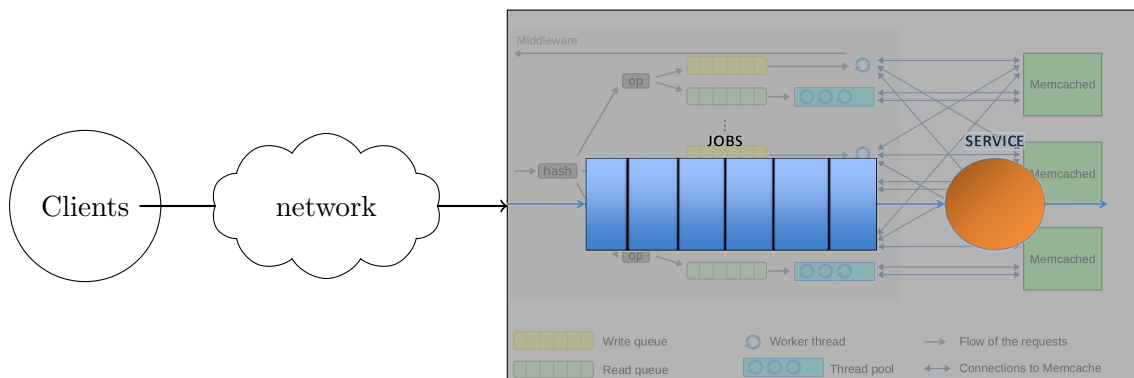 Middleware
op
Memcached
JOBS
SERVICE
Clients
network
hash
Memcached
op
Memcached
Write queue
Worker thread
Flow of the requests
Read queue
Thread pool
Connections to Memcache